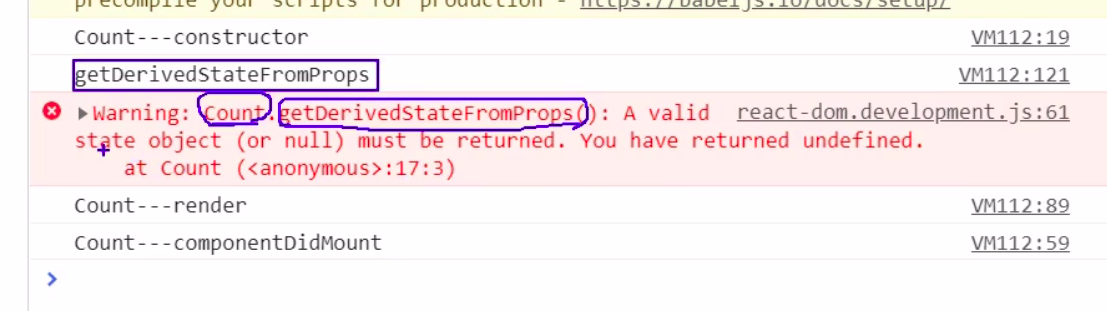 precompile your scripts for production - https://babeljs.io/docs/setup/
Count---constructor VM112:19
getDerivedStateFromProps VM112:121
Warning: Count.getDerivedStateFromProps(): A valid react-dom.development.js:61
state object (or null) must be returned. You have returned undefined.
at Count (<anonymous>:17:3)
Count---render VM112:89
Count---componentDidMount VM112:59